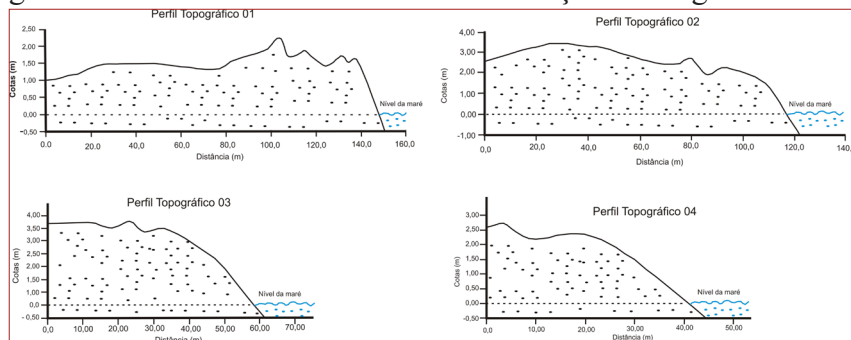 Perfil Topográfico 01
2,50
2,00
1,50
1,00
0,50
0,00
-0,50
Cotas (m)
Nível da maré
0,0 20,0 40,0 60,0 80,0 100,0 120,0 140,0 160,0
Distância (m)
Perfil Topográfico 02
4,00
3,00
2,00
1,00
0,00
-1,00
Cotas (m)
Nível da maré
0,0 20,0 40,0 60,0 80,0 100,0 120,0 140,
Distância (m)
Perfil Topográfico 03
4,00
3,50
3,00
2,50
2,00
1,50
1,00
0,50
0,0
-0,50
Cotas (m)
Nível da maré
0,0 10,00 20,00 30,00 40,00 50,00 60,00 70,00
Distância (m)
Perfil Topográfico 04
3,00
2,50
2,00
1,50
1,00
0,50
0,0
-0,50
Cotas (m)
Nível da maré
0,0 10,00 20,00 30,00 40,00 50,00
Distância (m)